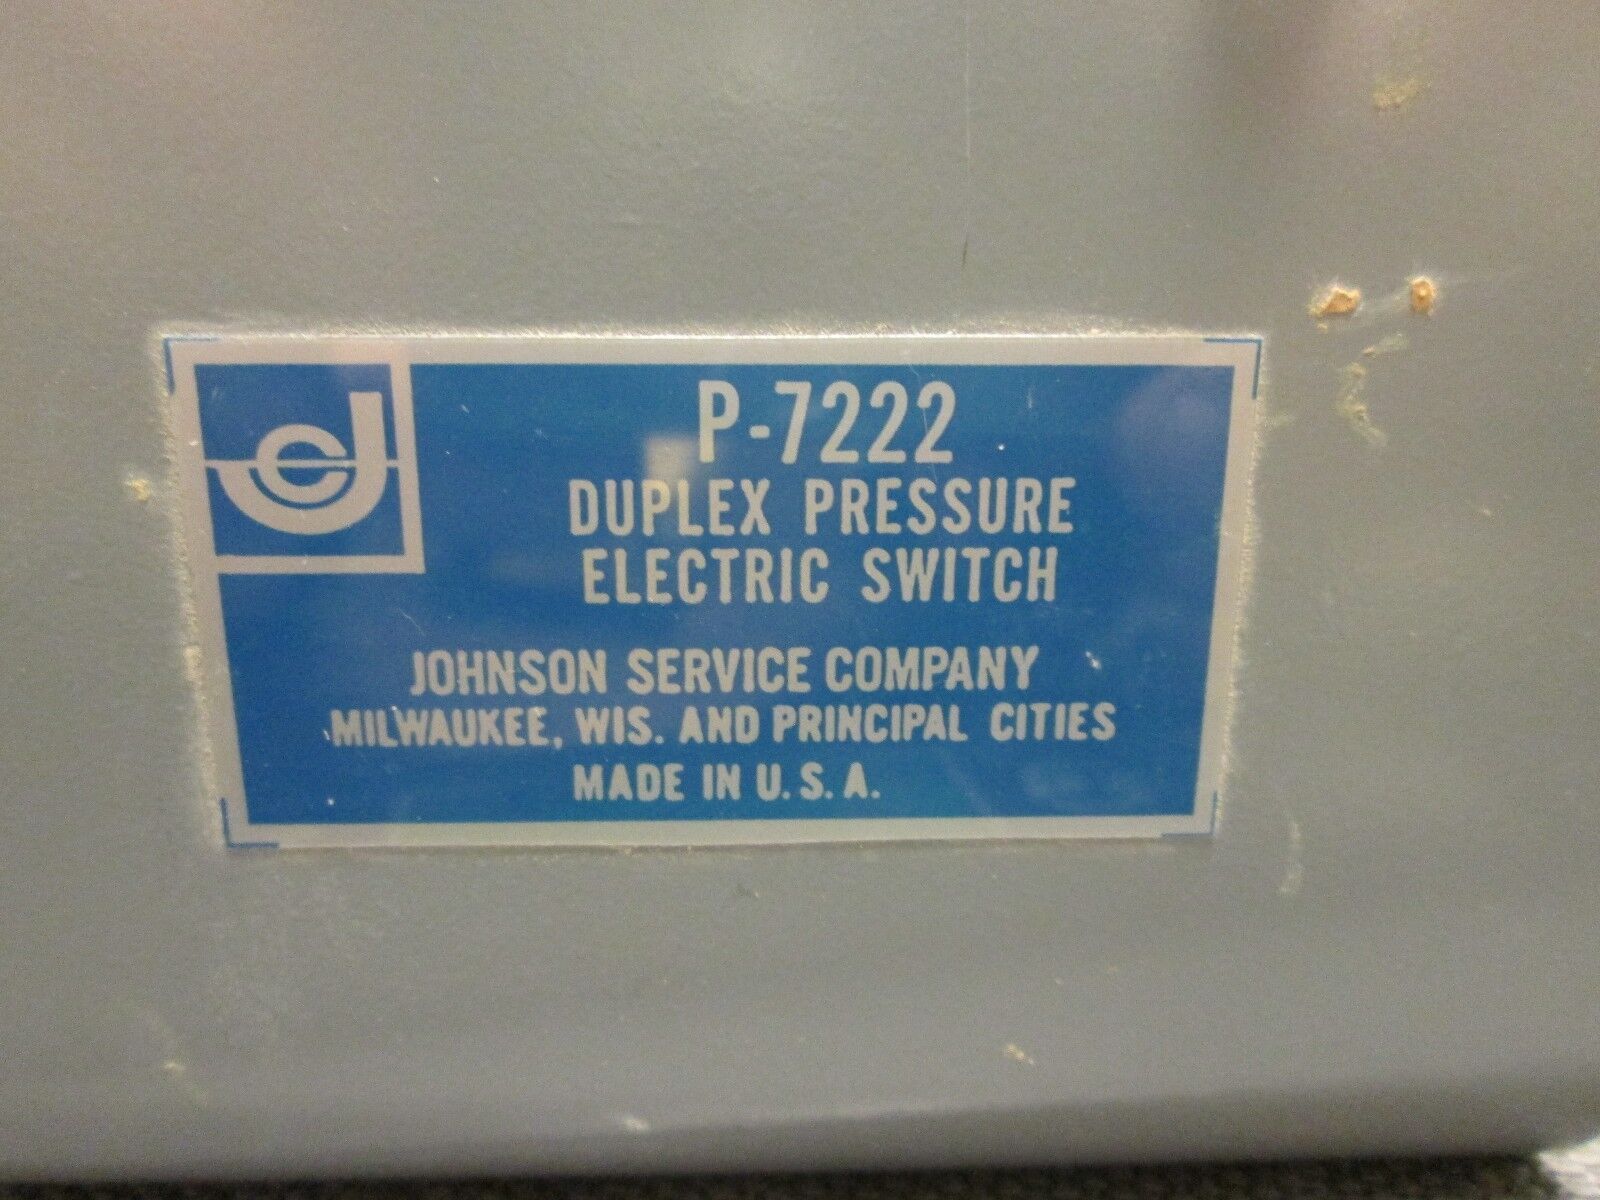 P-7222
DUPLEX PRESSURE
ELECTRIC SWITCH
JOHNSON SERVICE COMPANY
MILWAUKEE, WIS. AND PRINCIPAL CITIES
MADE IN U.S.A.